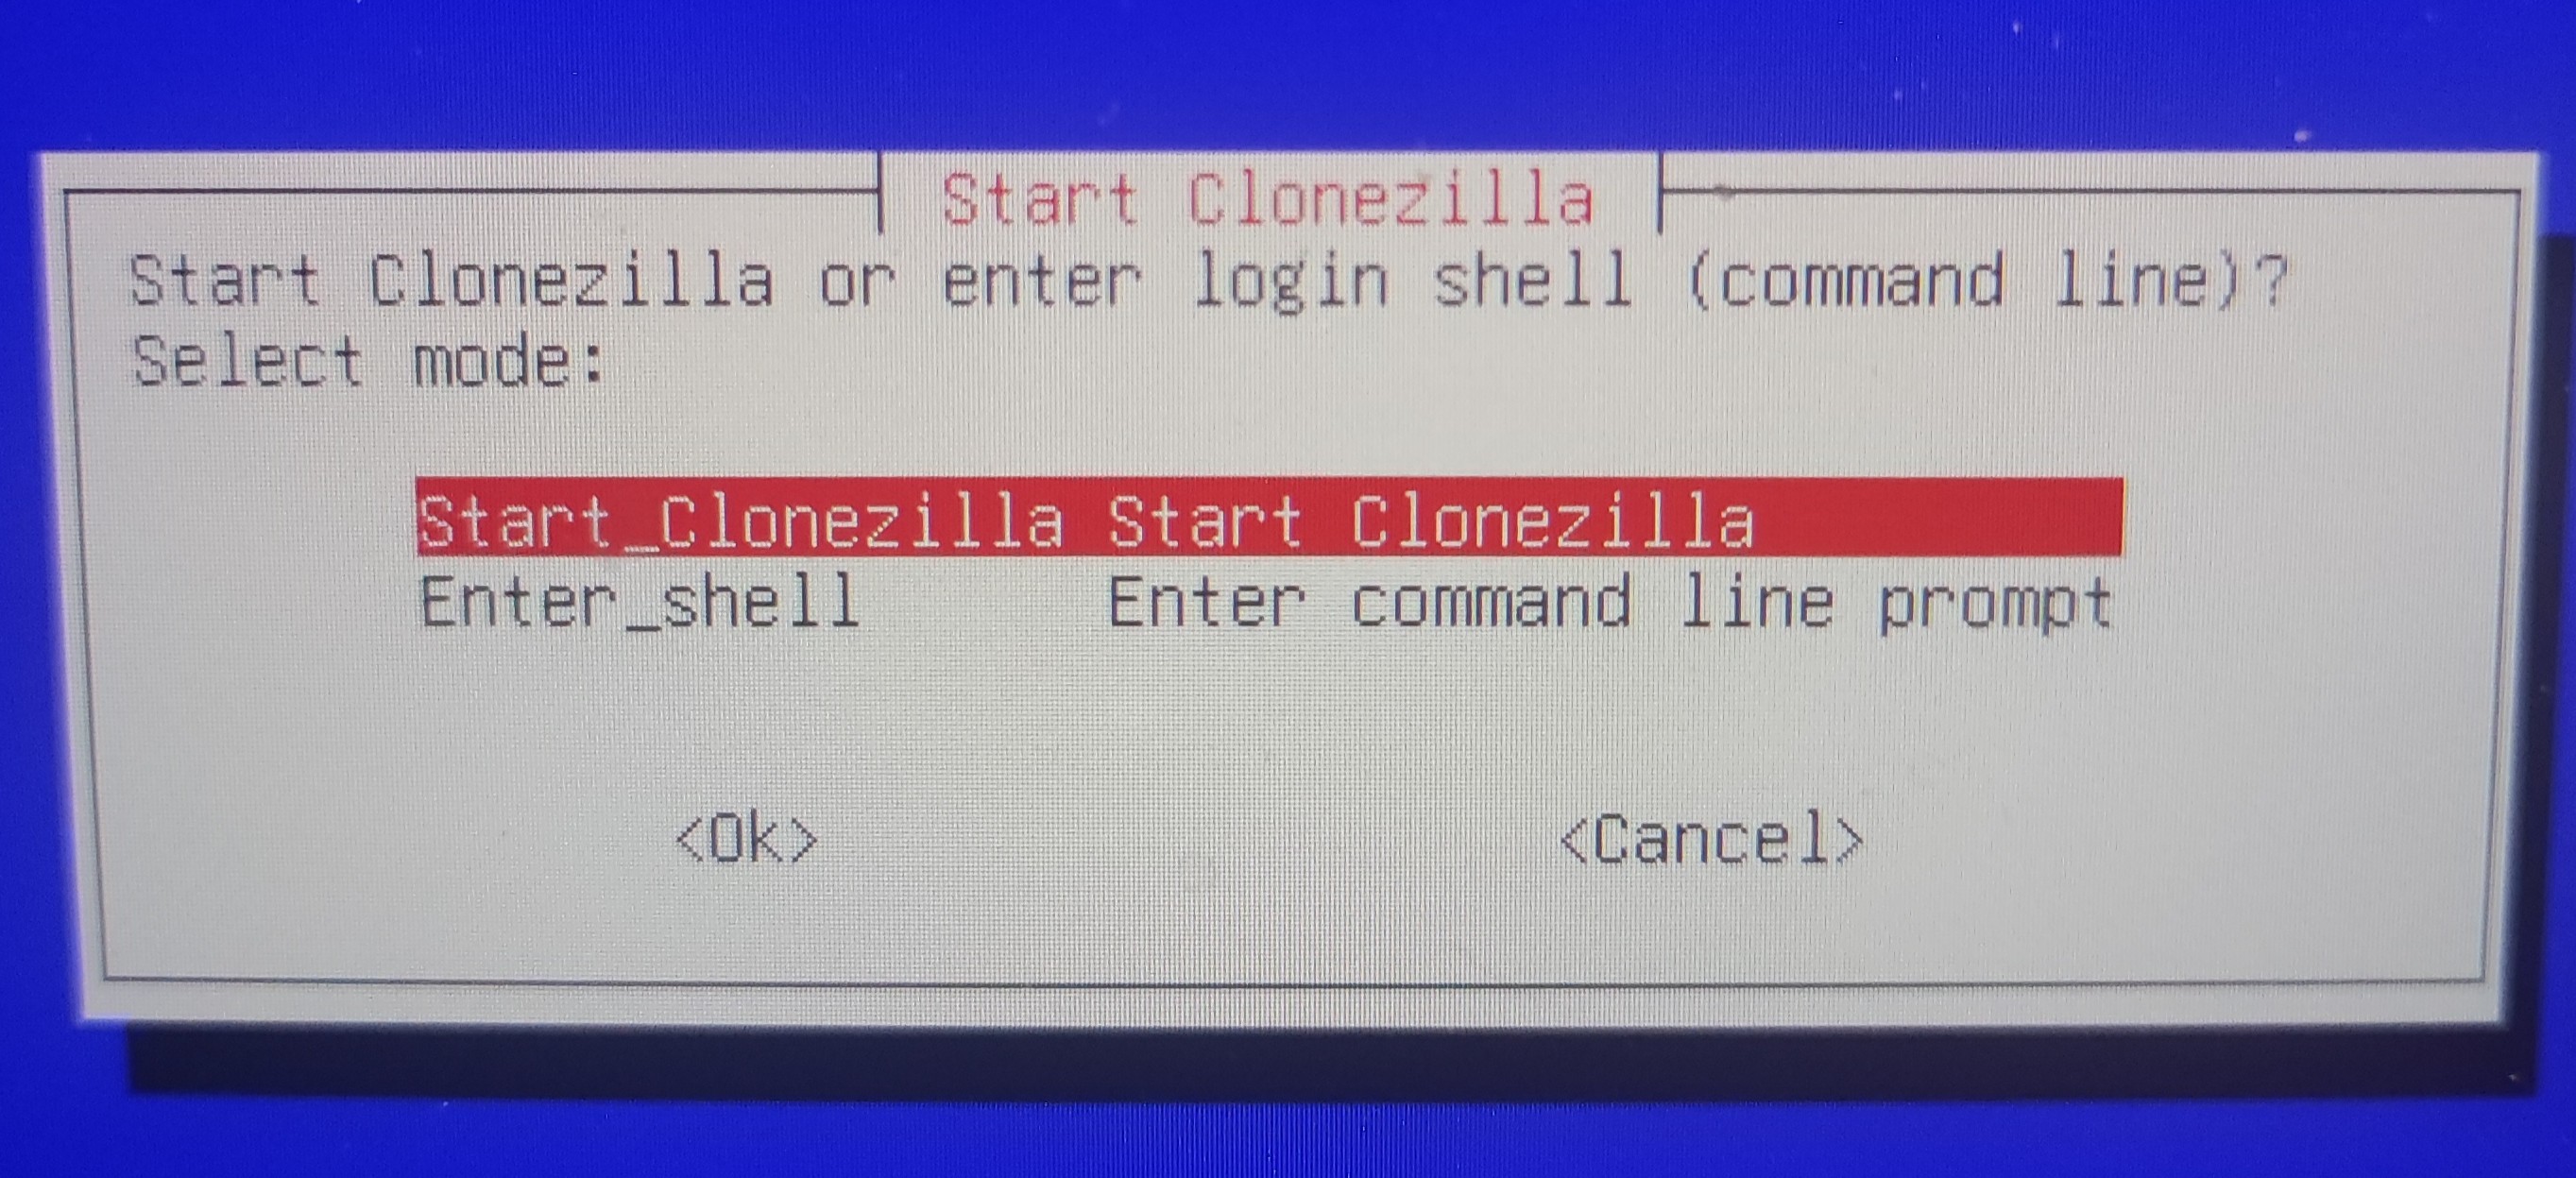 Start Clonezilla
Start Clonezilla or enter login shell (command line)?
Select mode:
Start_Clonezilla Start Clonezilla
Enter_shell Enter command line prompt
<Ok> <Cancel>